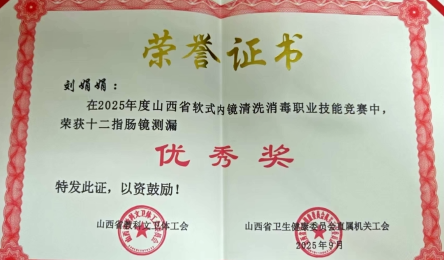 荣誉证书
刘娟娟：
在2025年度山西省软式内镜清洗消毒职业技能竞赛中，
荣获十二指肠镜测漏
优秀奖
特发此证，以资鼓励！
山西省教科文卫体工会 山西省卫生健康委员会直属机关工会
2025年9月